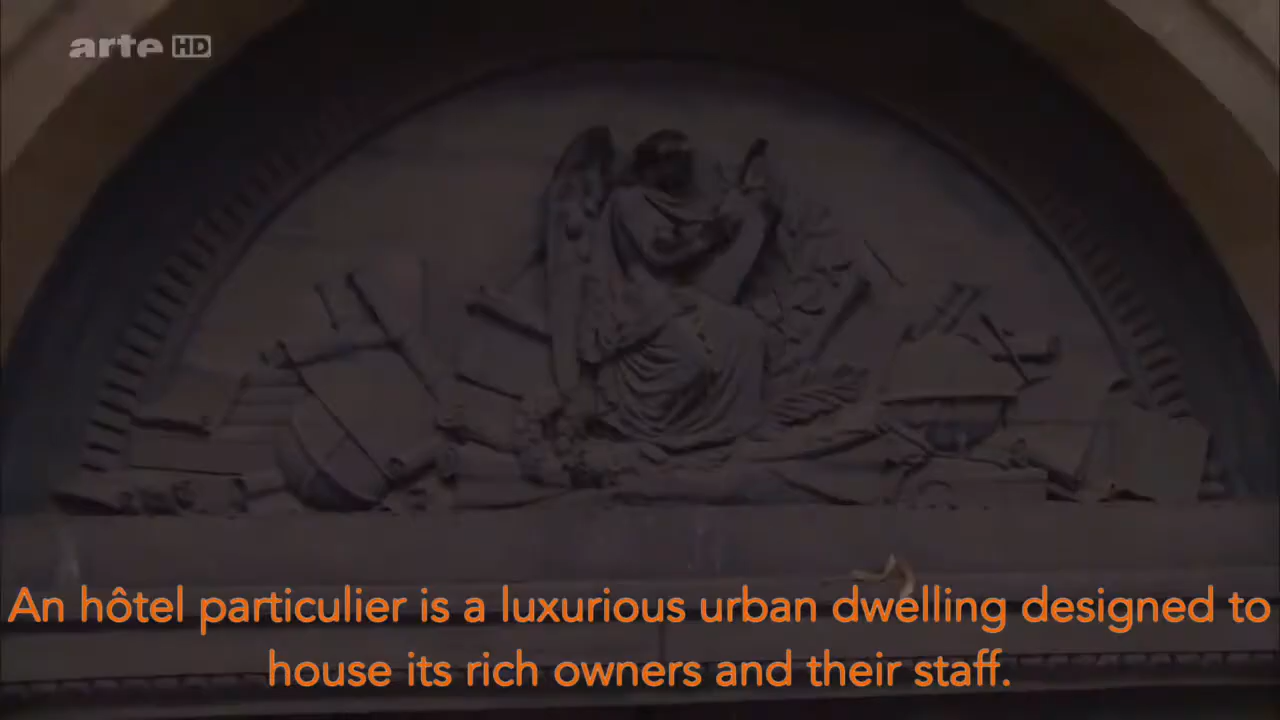 arte HD
An hôtel particulier is a luxurious urban dwelling designed to
house its rich owners and their staff.